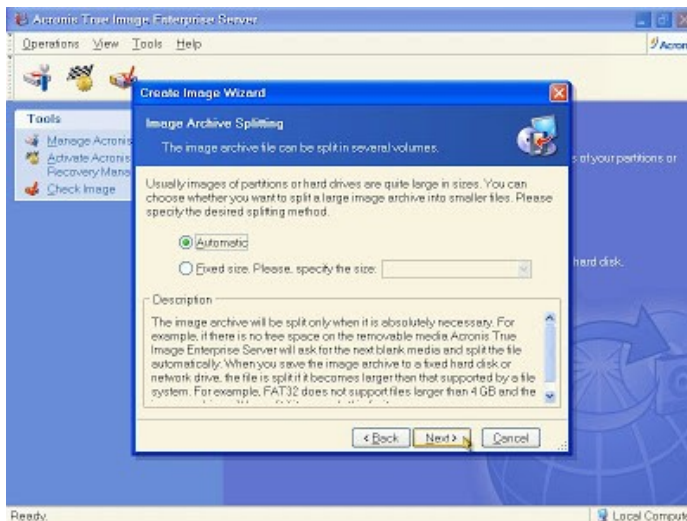 Acronis True Image Enterprise Server
Operations View Tools Help
Acron
Tools
Manage Acronis
Activate Acronis
Recovery Mana
Check Image
s of your partitions or
hard disk.
Create Image Wizard
Image Archive Splitting
The image archive file can be split in several volumes.
Usually images of partitions or hard drives are quite large in sizes. You can
choose whether you want to split a large image archive into smaller files. Please
specify the desired splitting method.
Automatic
Fixed size. Please, specify the size:
Description
The image archive will be split only when it is absolutely necessary. For
example, if there is no free space on the removable media Acronis True
Image Enterprise Server will ask for the next blank media and split the file
automatically. When you save the image archive to a fixed hard disk or
network drive, the file is split if it becomes larger than that supported by a file
system. For example, FAT32 does not support files larger than 4 GB and the
< Back Next > Cancel
Ready. Local Compute